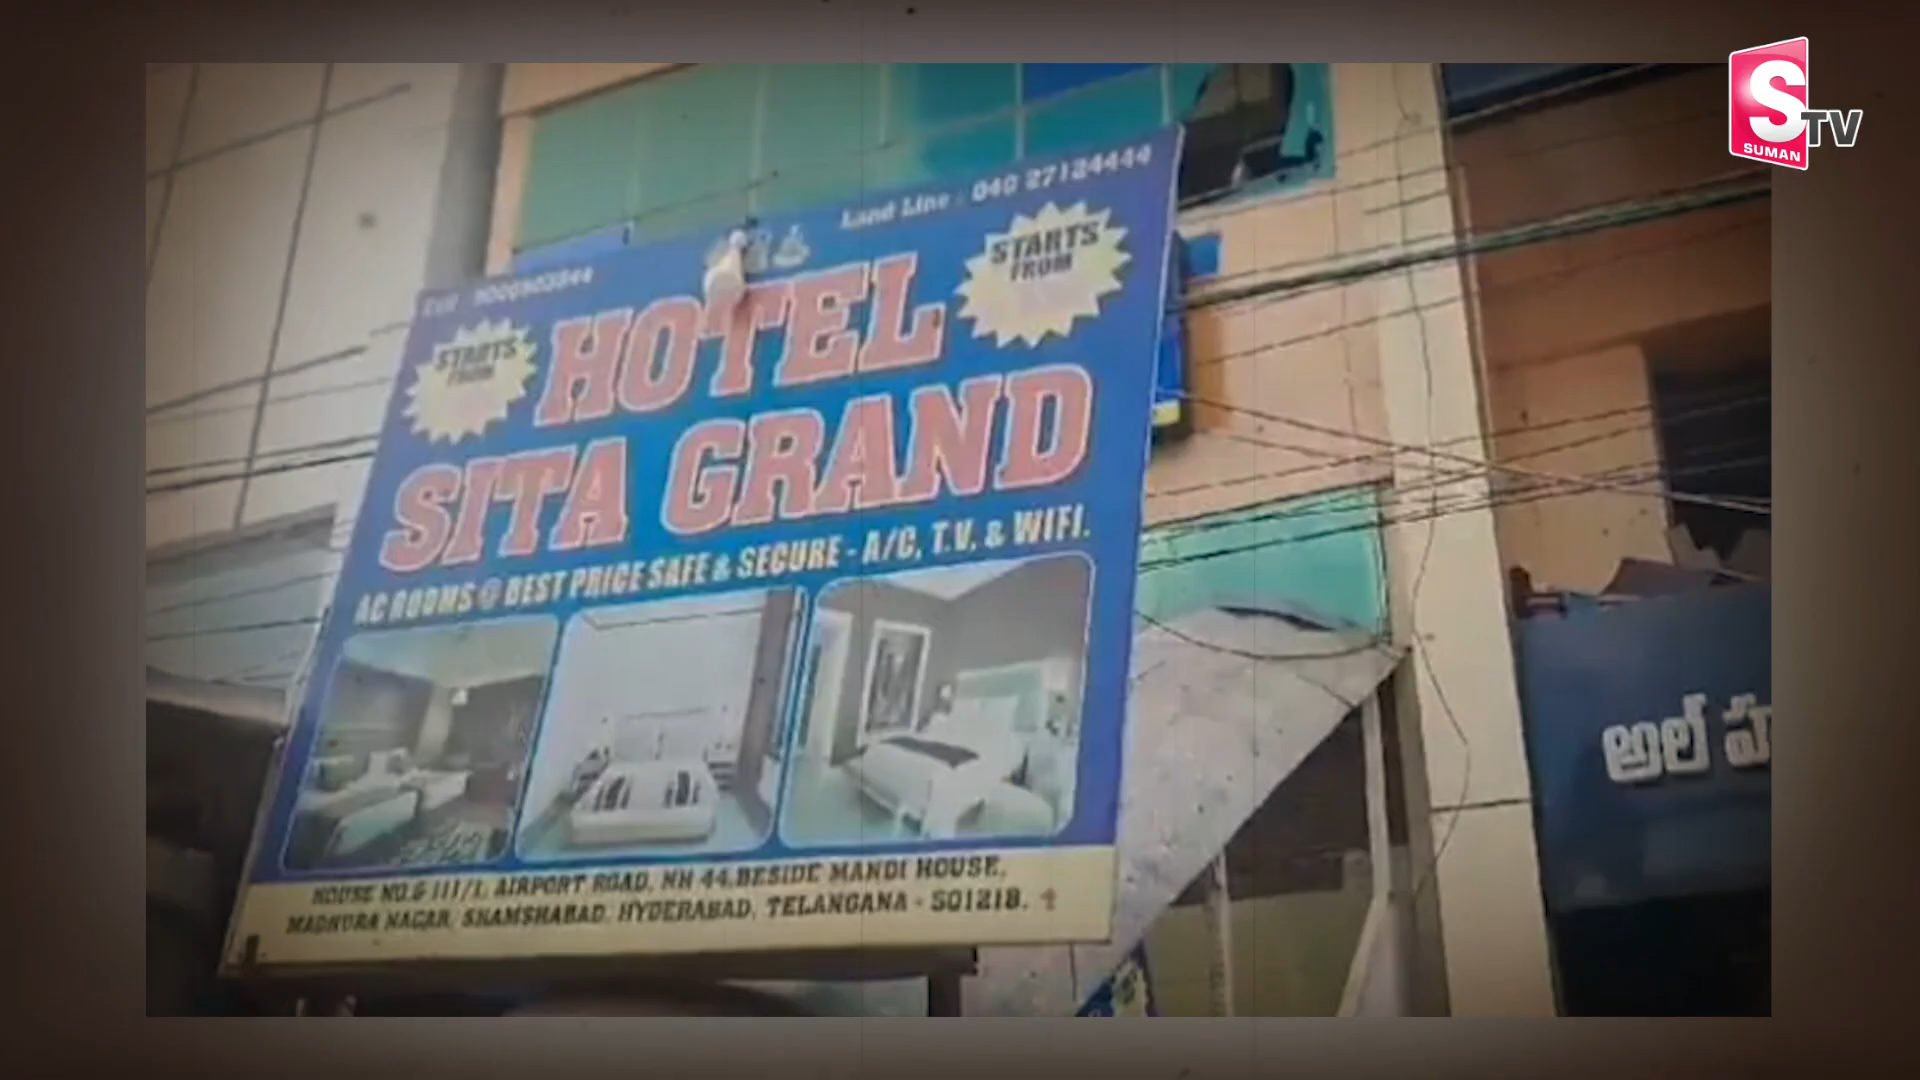 S TV
SUMAN
Land Line : 040 27124444
STARTS
FROM
STARTS
FROM
HOTEL
SITA GRAND
AC ROOMS @ BEST PRICE SAFE & SECURE - A/C, T.V, & WIFI.
HOUSE NO.6 111/1, AIRPORT ROAD, NH 44,BESIDE MANDI HOUSE,
MADHURA NAGAR, SHAMSHABAD, HYDERABAD, TELANGANA - 501218.
అల్ హ